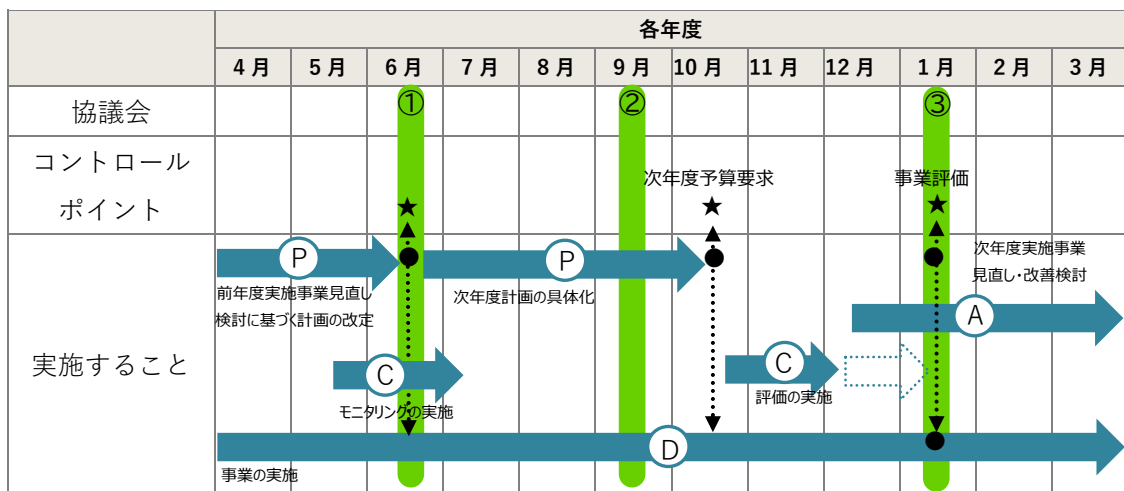 各年度
4月 5月 6月 7月 8月 9月 10月 11月 12月 1月 2月 3月
協議会 ① ② ③
コントロール
ポイント
次年度予算要求 事業評価
★ ★ ★
実施すること
P P
前年度実施事業見直し
検討に基づく計画の改定
次年度計画の具体化
次年度実施事業
見直し・改善検討
A
C C
モニタリングの実施 評価の実施
D
事業の実施